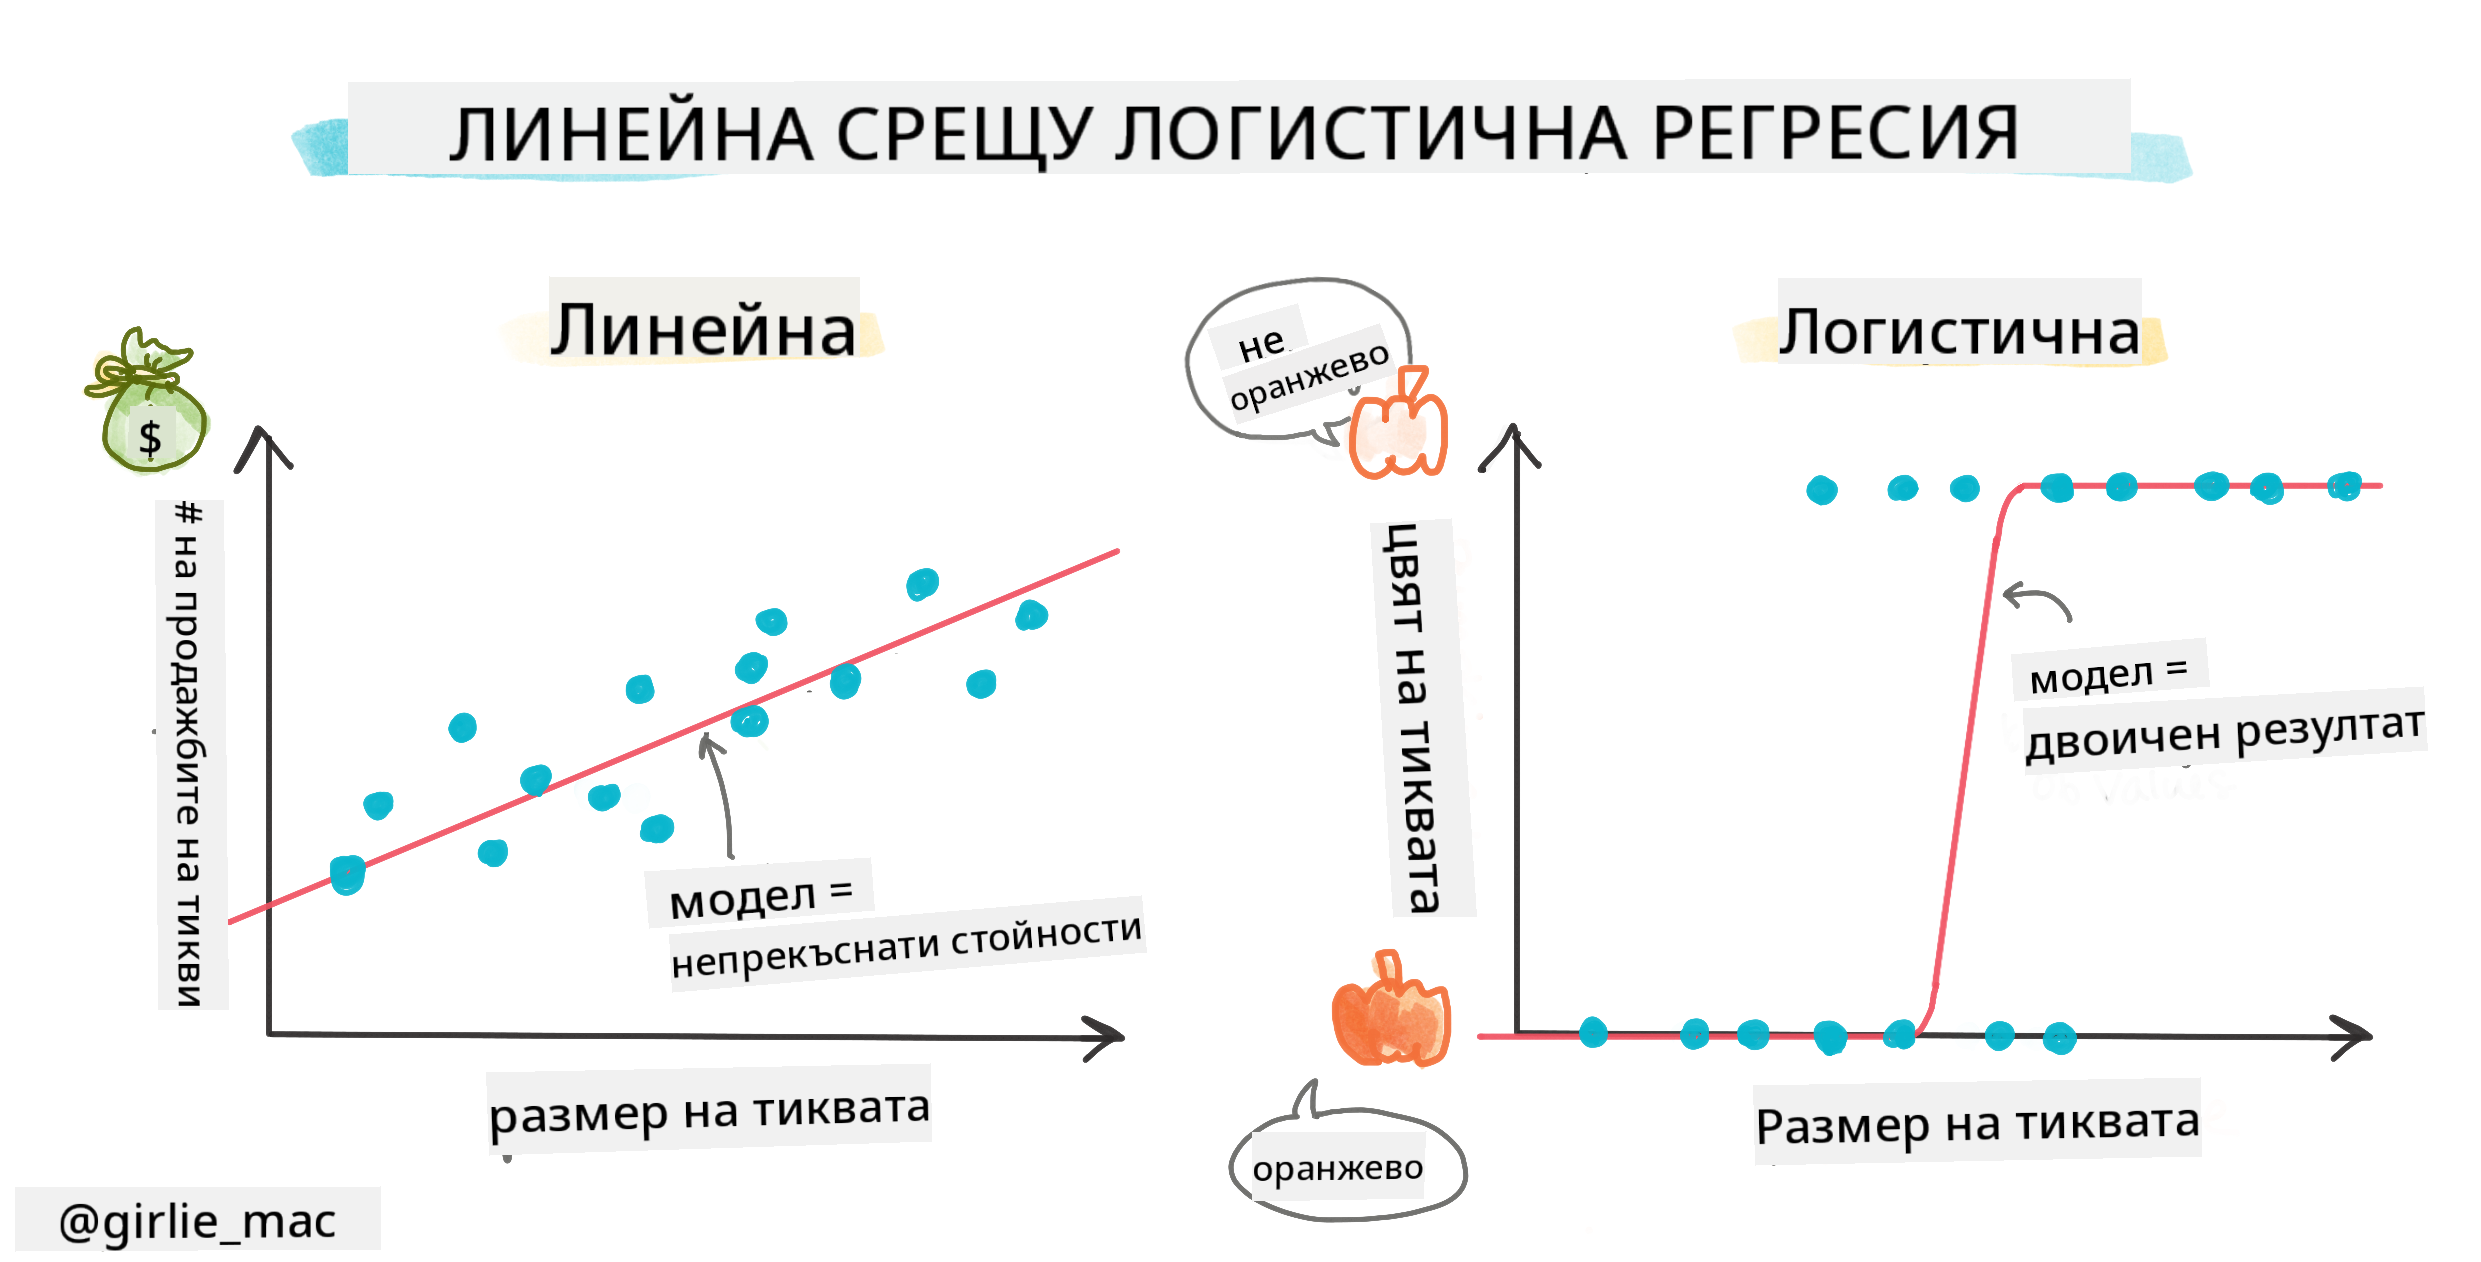 ЛИНЕЙНА СРЕЩУ ЛОГИСТИЧНА РЕГРЕСИЯ
Линейна
$
# на продажбите на тикви
модел =
непрекъснати стойности
размер на тиквата
Логистична
не
оранжево
цвят на тиквата
модел =
двоичен резултат
оранжево
Размер на тиквата
@girlie_mac